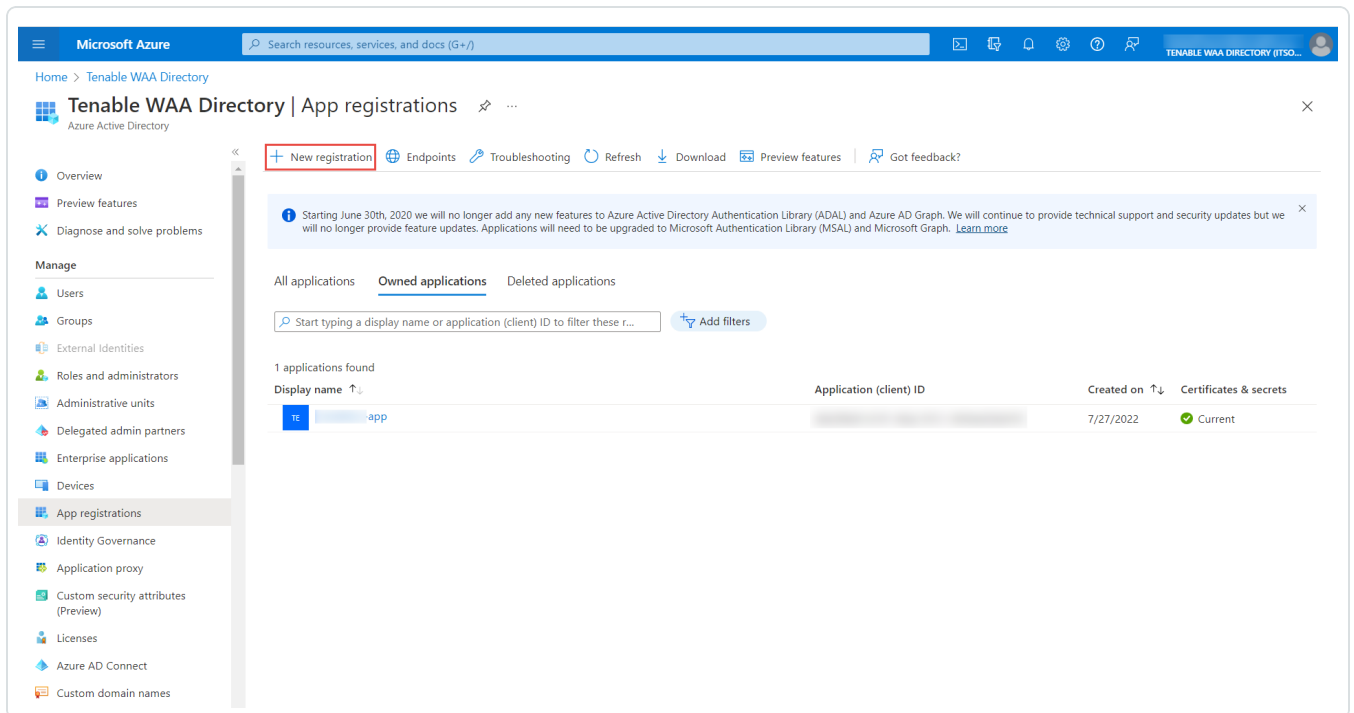 Microsoft Azure
Search resources, services, and docs (G+/)
TENABLE WAA DIRECTORY (ITSO...
Home > Tenable WAA Directory
Tenable WAA Directory | App registrations
Azure Active Directory
New registration
Endpoints
Troubleshooting
Refresh
Download
Preview features
Got feedback?
Overview
Preview features
Diagnose and solve problems
Manage
Users
Groups
External Identities
Roles and administrators
Administrative units
Delegated admin partners
Enterprise applications
Devices
App registrations
Identity Governance
Application proxy
Custom security attributes
(Preview)
Licenses
Azure AD Connect
Custom domain names
Starting June 30th, 2020 we will no longer add any new features to Azure Active Directory Authentication Library (ADAL) and Azure AD Graph. We will continue to provide technical support and security updates but we
will no longer provide feature updates. Applications will need to be upgraded to Microsoft Authentication Library (MSAL) and Microsoft Graph. Learn more
All applications
Owned applications
Deleted applications
Start typing a display name or application (client) ID to filter these r...
Add filters
1 applications found
Display name
Application (client) ID
Created on
Certificates & secrets
TE
-app
7/27/2022
Current